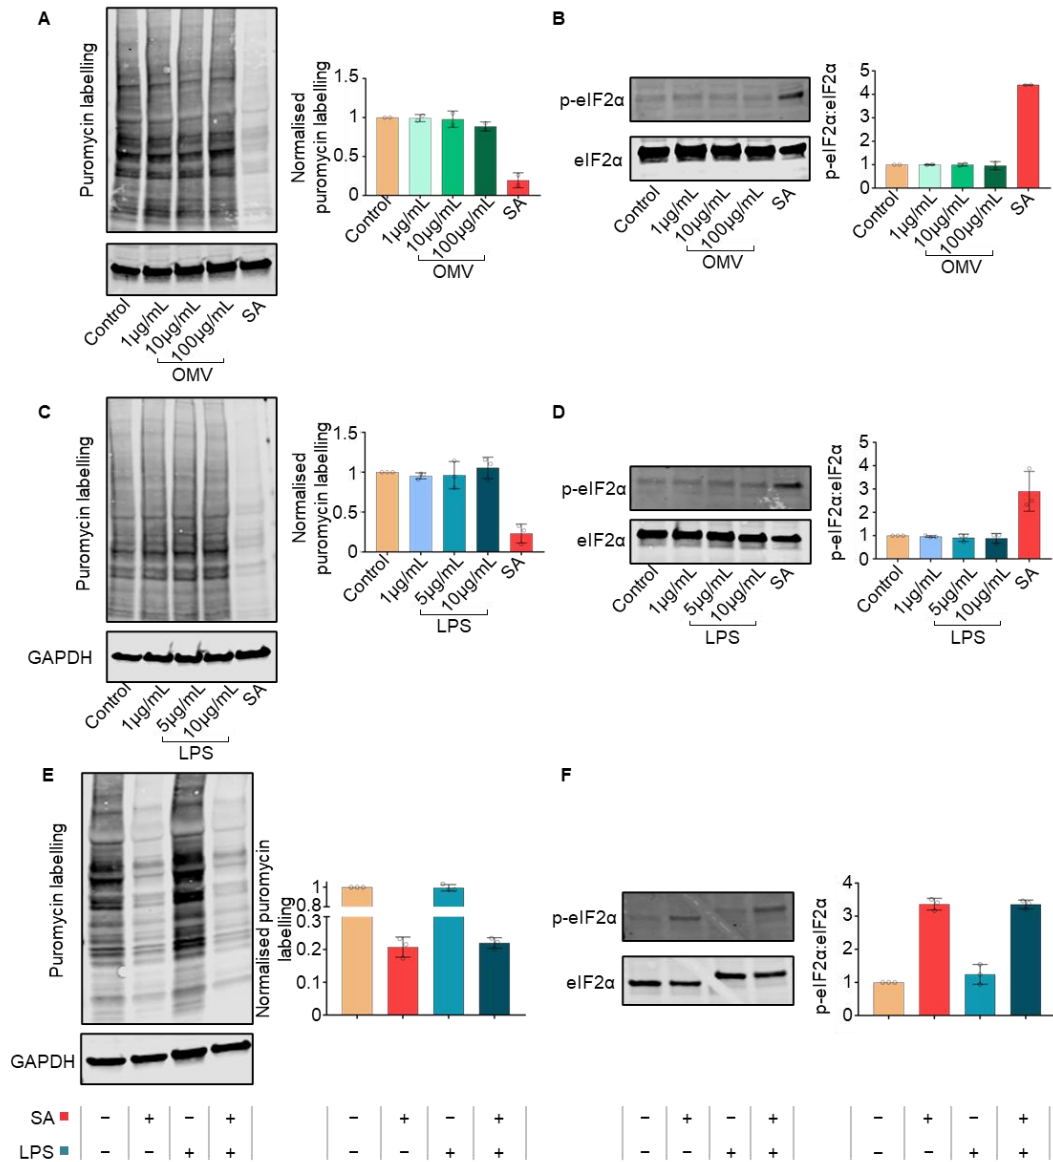 A
Puromycin labelling
Control
1µg/mL
10µg/mL
100µg/mL
SA
OMV
Normalised
puromycin labelling
1.5
1
0.5
0
Control
1µg/mL
10µg/mL
100µg/mL
SA
OMV
B
p-eIF2α
eIF2α
Control
1µg/mL
10µg/mL
100µg/mL
SA
OMV
p-eIF2α:eIF2α
5
4
3
2
1
0
Control
1µg/mL
10µg/mL
100µg/mL
SA
OMV
C
Puromycin labelling
GAPDH
Control
1µg/mL
5µg/mL
10µg/mL
SA
LPS
Normalised
puromycin labelling
1.5
1
0.5
0
Control
1µg/mL
5µg/mL
10µg/mL
SA
LPS
D
p-eIF2α
eIF2α
Control
1µg/mL
5µg/mL
10µg/mL
SA
LPS
p-eIF2α:eIF2α
5
4
3
2
1
0
Control
1µg/mL
5µg/mL
10µg/mL
SA
LPS
E
Puromycin labelling
GAPDH
Normalised puromycin
labelling
1
0.8
0.3
0.2
0.1
0
F
p-eIF2α
eIF2α
p-eIF2α:eIF2α
4
3
2
1
0
SA – + – + – + – + – + – + – + – +
LPS – – + + – – + + – – + + – – + +